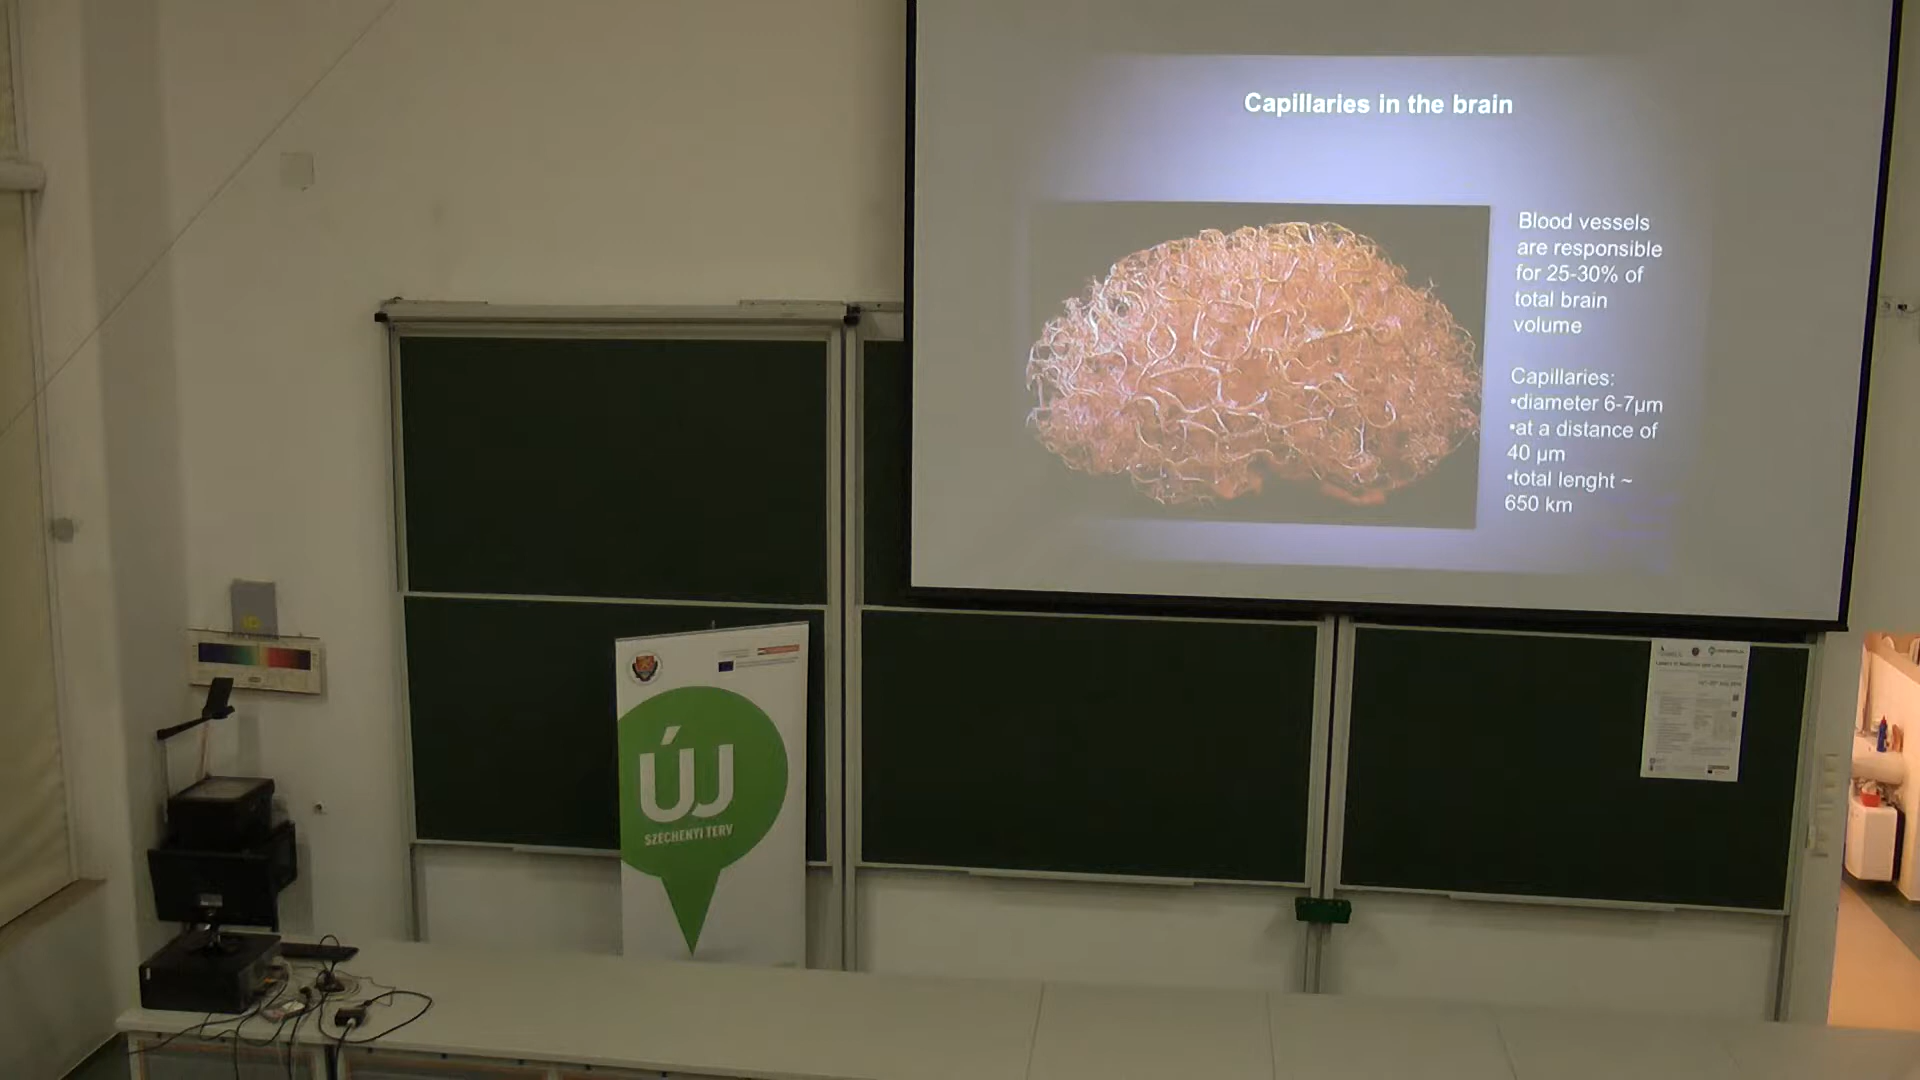 Capillaries in the brain
Blood vessels
are responsible
for 25-30% of
total brain
volume
Capillaries:
•diameter 6-7µm
•at a distance of
40 µm
•total lenght ~
650 km
ÚJ
SZÉCHENYI TERV